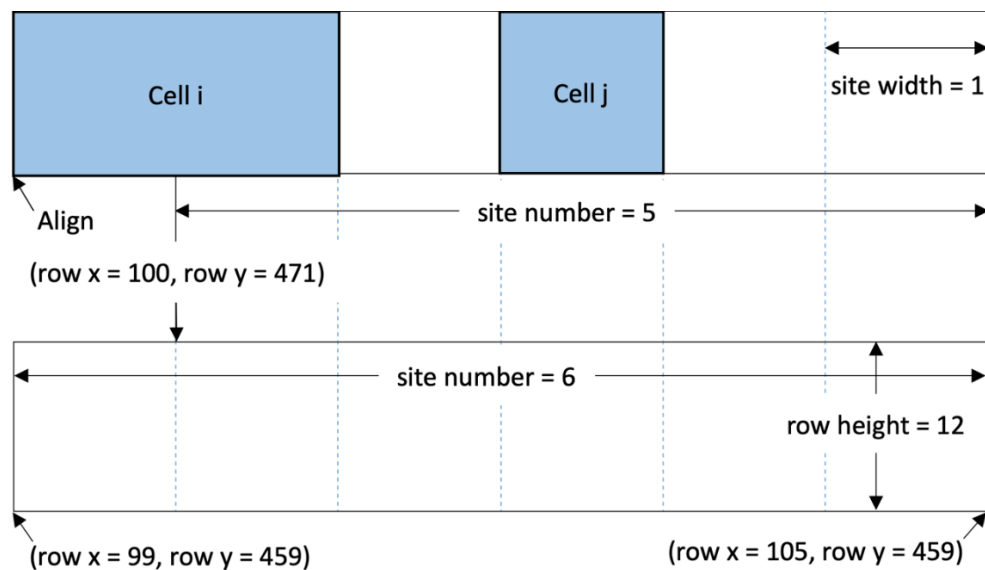 Cell i
Cell j
site width = 1
site number = 5
Align
(row x = 100, row y = 471)
site number = 6
row height = 12
(row x = 99, row y = 459)
(row x = 105, row y = 459)